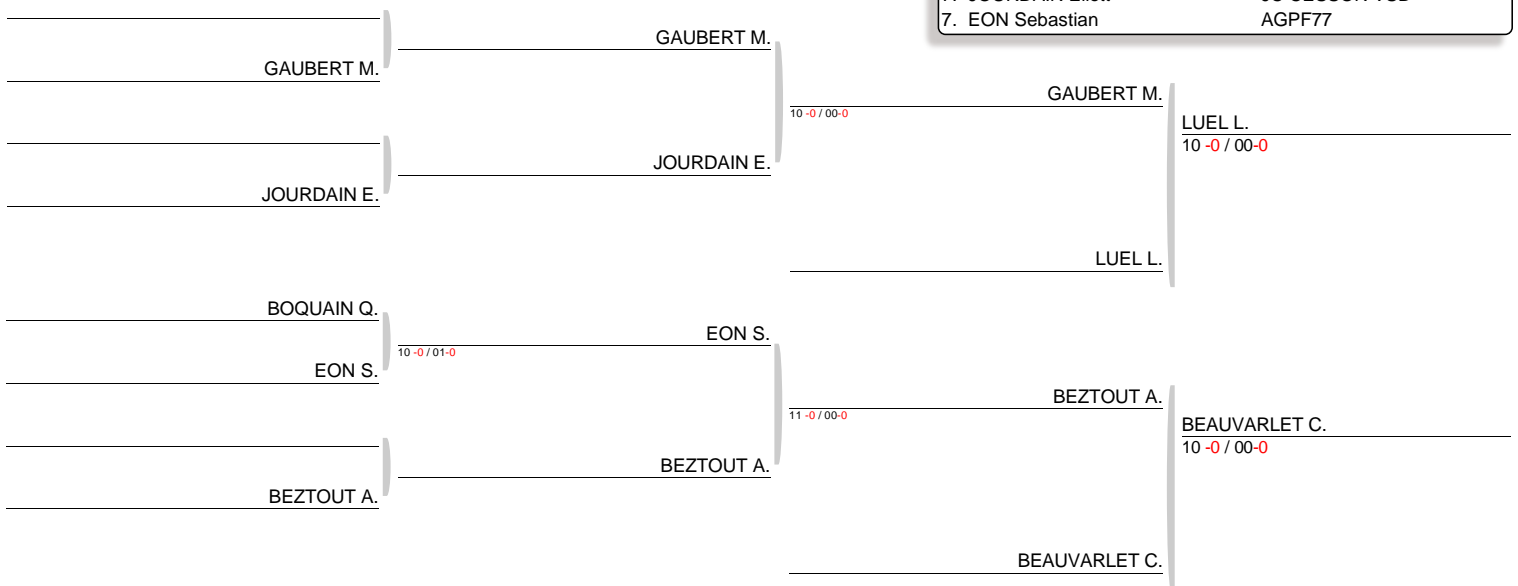 7. EON Sebastian AGPF77
GAUBERT M.
GAUBERT M.
GAUBERT M.
10 -0 / 00-0
LUEL L.
10 -0 / 00-0
JOURDAIN E.
JOURDAIN E.
LUEL L.
BOQUAIN Q.
EON S.
10 -0 / 01-0
EON S.
BEZTOUT A.
11 -0 / 00-0
BEAUVARLET C.
10 -0 / 00-0
BEZTOUT A.
BEZTOUT A.
BEAUVARLET C.